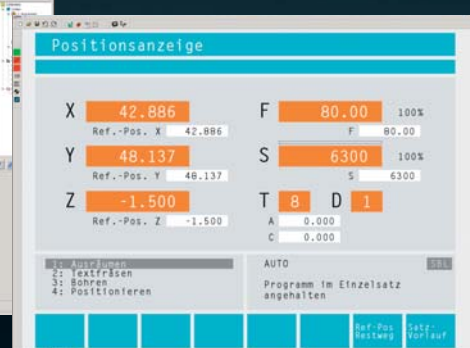 Positionsanzeige
X 42.886 F 80.00 100%
Ref.-Pos. X 42.886 F 80.00
Y 48.137 S 6300 100%
Ref.-Pos. Y 48.137 S 6300
Z -1.500 T 8 D 1
Ref.-Pos. Z -1.500 A 0.000
C 0.000
1: Ausräumen
2: Textfräsen
3: Bohren
4: Positionieren
AUTO SBL
Programm im Einzelsatz
angehalten
Ref-Pos
Restweg
Satz-
Vorlauf